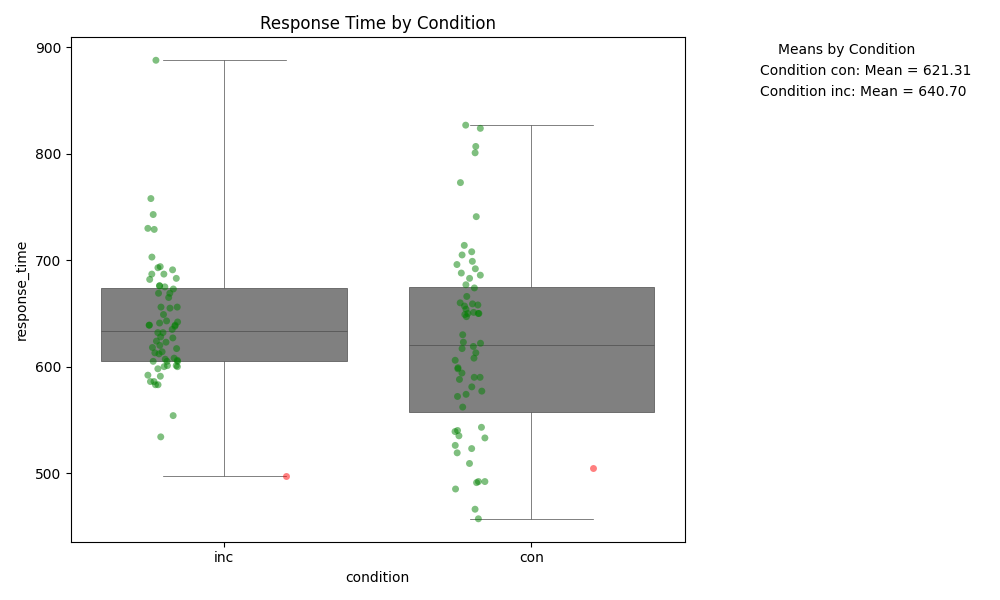 Response Time by Condition
Means by Condition
Condition con: Mean = 621.31
Condition inc: Mean = 640.70
900
800
700
600
500
response_time
inc
con
condition